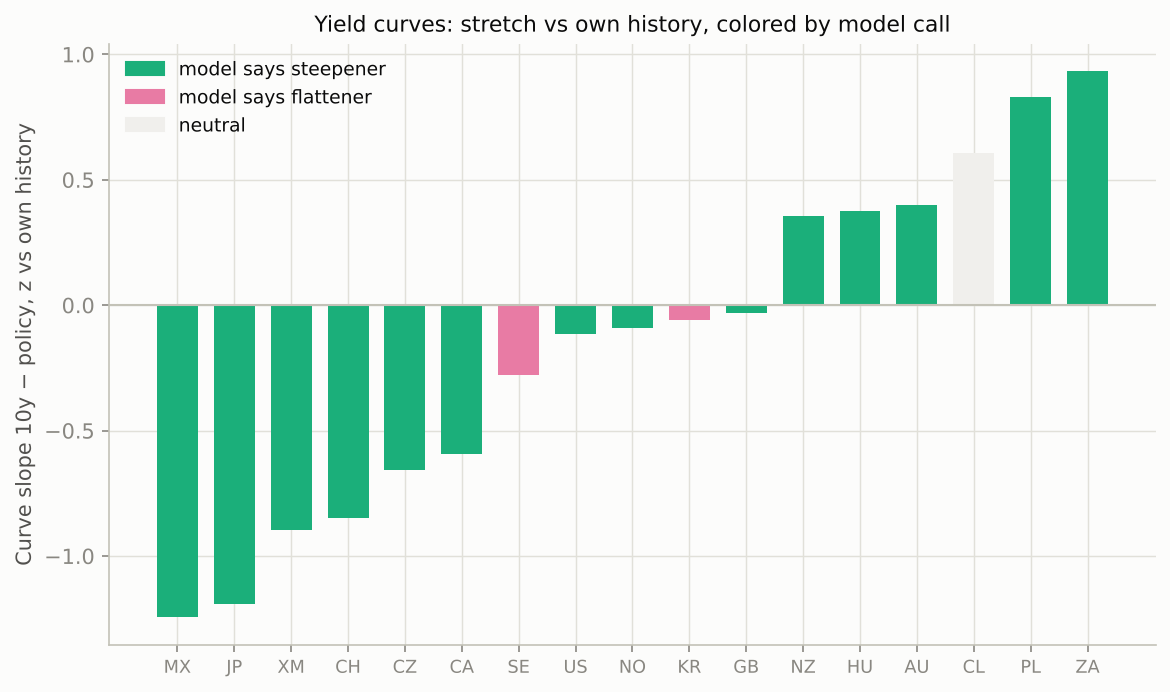 Yield curves: stretch vs own history, colored by model call
model says steepener
model says flattener
neutral
Curve slope 10y − policy, z vs own history
1.0
0.5
0.0
−0.5
−1.0
MX JP XM CH CZ CA SE US NO KR GB NZ HU AU CL PL ZA